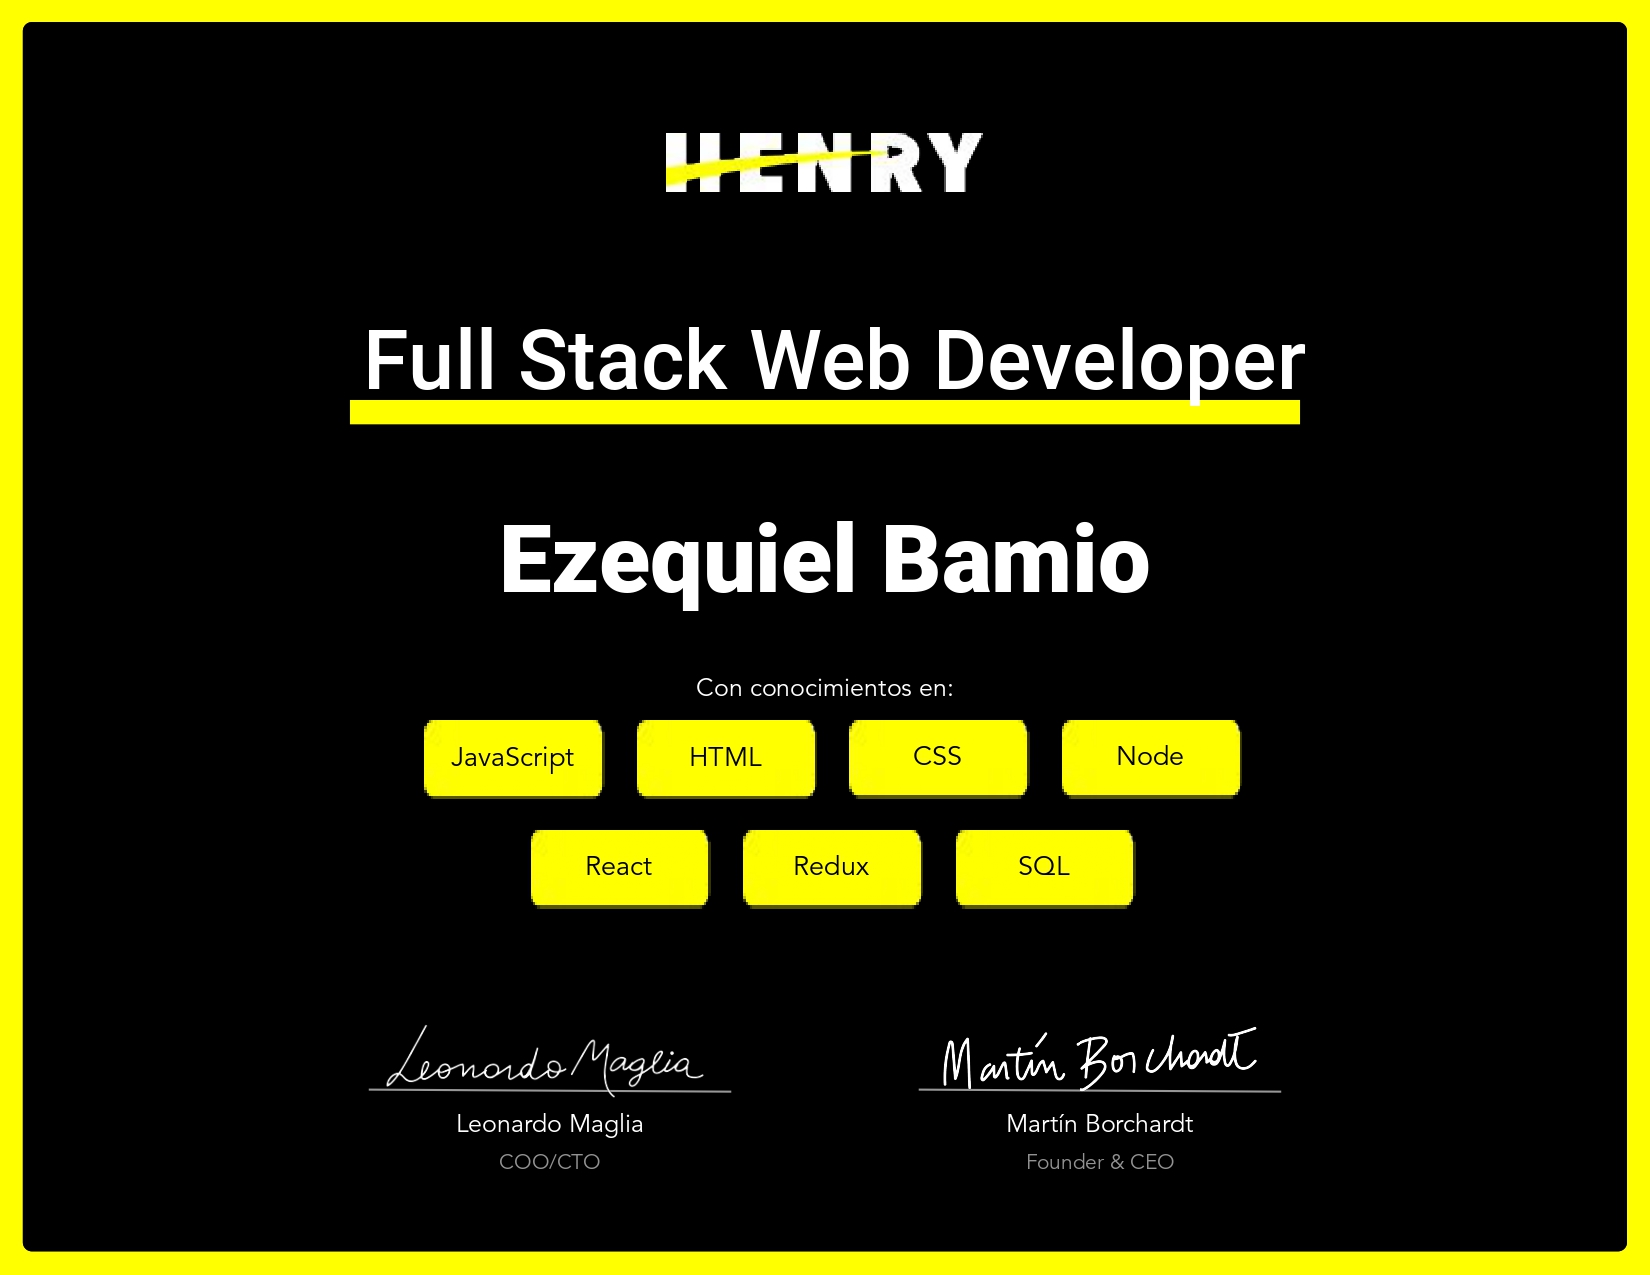 HENRY
Full Stack Web Developer
Ezequiel Bamio
Con conocimientos en:
JavaScript HTML CSS Node
React Redux SQL
Leonardo Maglia Martín Borchardt
Leonardo Maglia Martín Borchardt
COO/CTO Founder & CEO